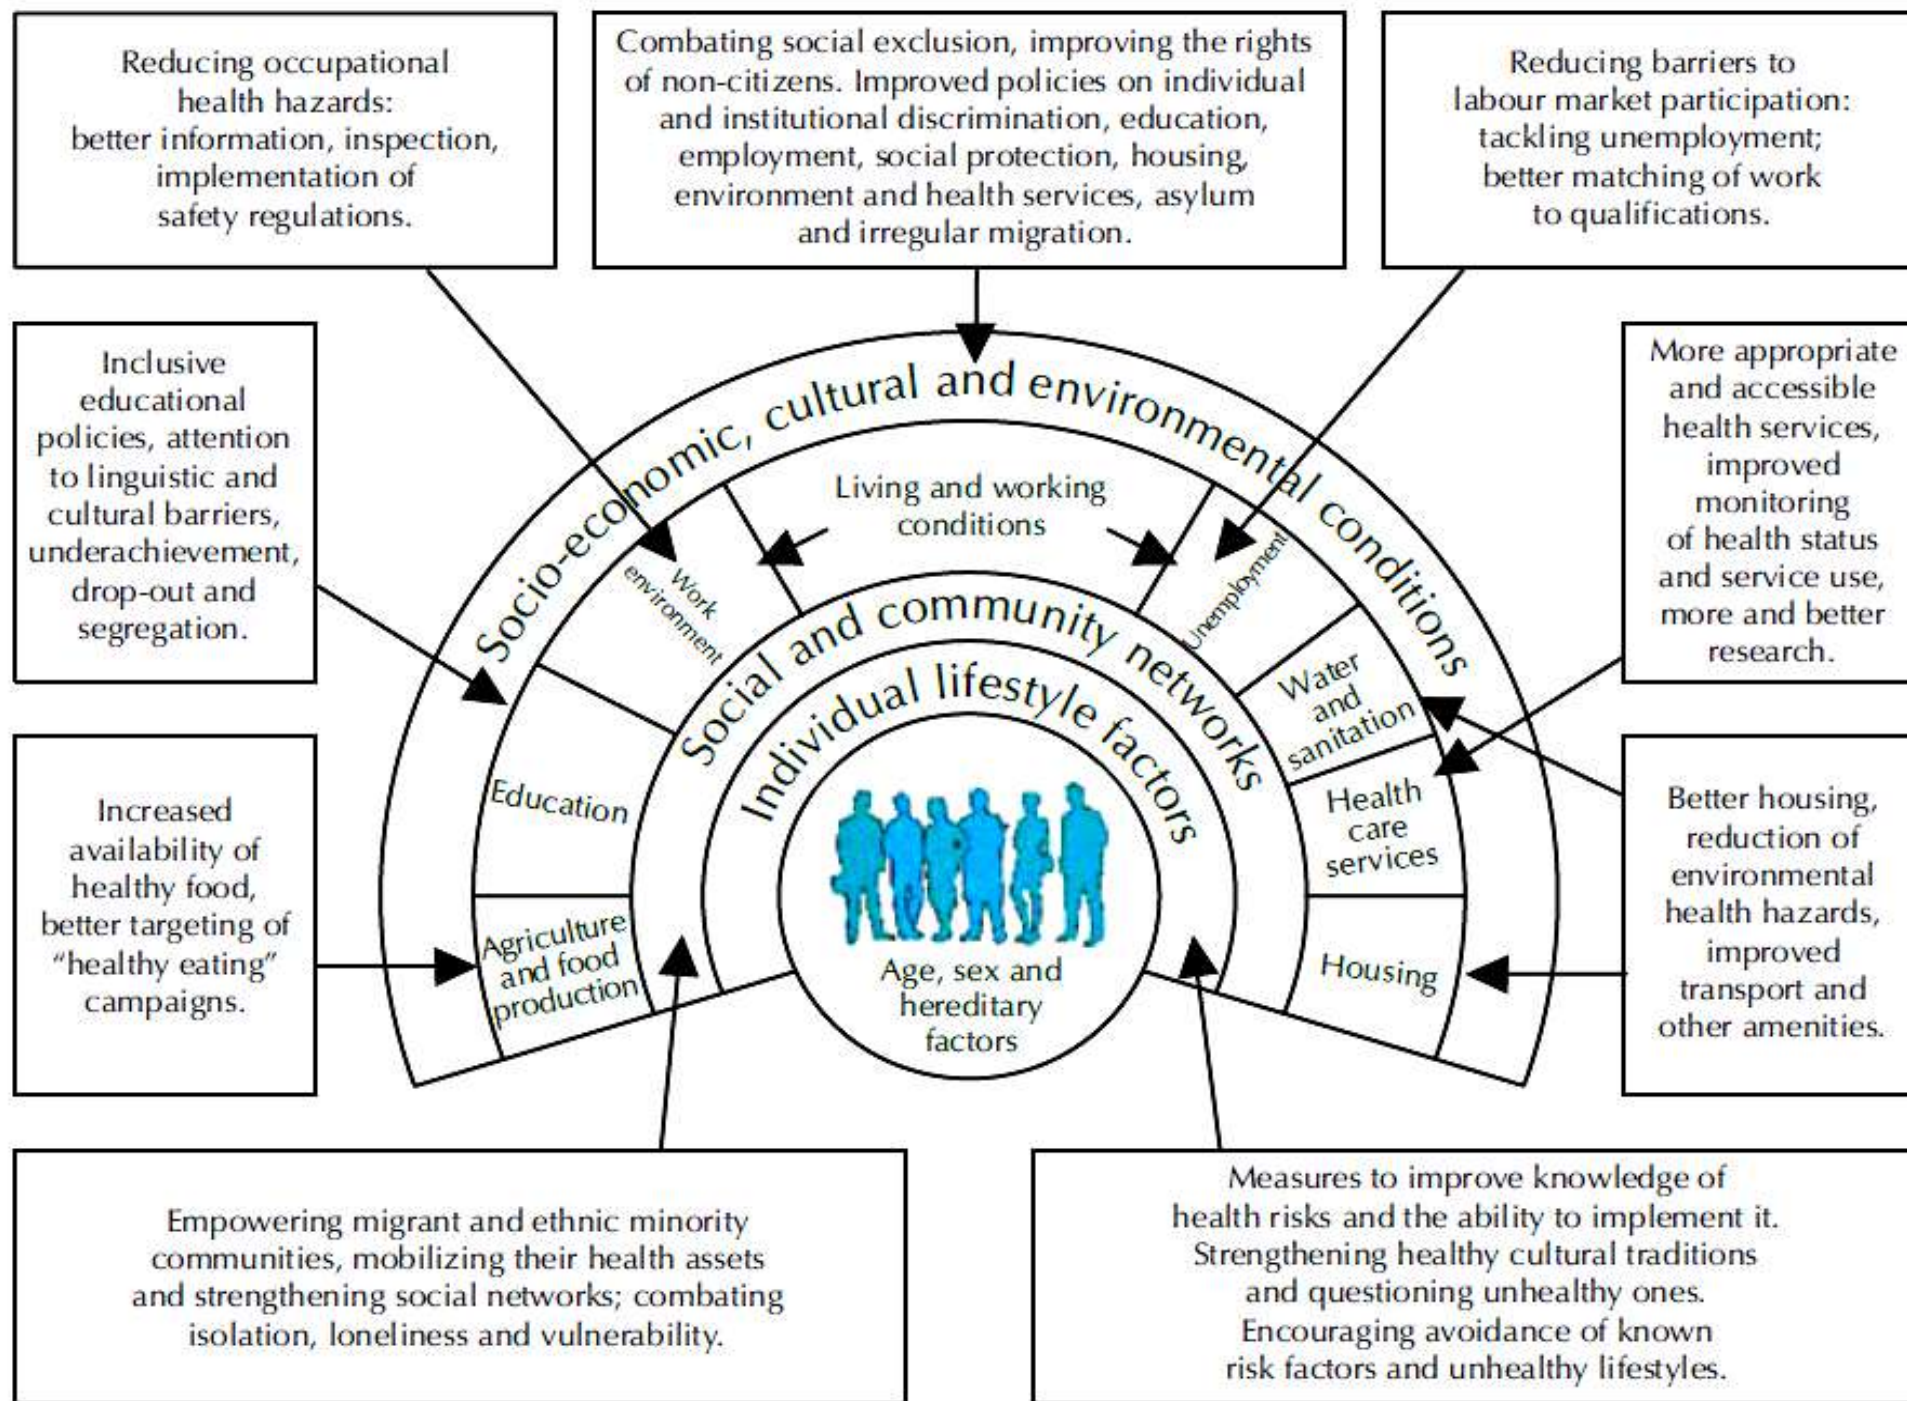 Reducing occupational
health hazards:
better information, inspection,
implementation of
safety regulations.
Combating social exclusion, improving the rights
of non-citizens. Improved policies on individual
and institutional discrimination, education,
employment, social protection, housing,
environment and health services, asylum
and irregular migration.
Reducing barriers to
labour market participation:
tackling unemployment;
better matching of work
to qualifications.
Inclusive
educational
policies, attention
to linguistic and
cultural barriers,
underachievement,
drop-out and
segregation.
Socio-economic, cultural and environmental conditions
Living and working
conditions
Work
environment
Unemployment
Social and community networks
Individual lifestyle factors
Water
and
sanitation
Education
Health
care
services
Agriculture
and food
production
Housing
Age, sex and
hereditary
factors
More appropriate
and accessible
health services,
improved
monitoring
of health status
and service use,
more and better
research.
Increased
availability of
healthy food,
better targeting of
“healthy eating”
campaigns.
Better housing,
reduction of
environmental
health hazards,
improved
transport and
other amenities.
Empowering migrant and ethnic minority
communities, mobilizing their health assets
and strengthening social networks; combating
isolation, loneliness and vulnerability.
Measures to improve knowledge of
health risks and the ability to implement it.
Strengthening healthy cultural traditions
and questioning unhealthy ones.
Encouraging avoidance of known
risk factors and unhealthy lifestyles.